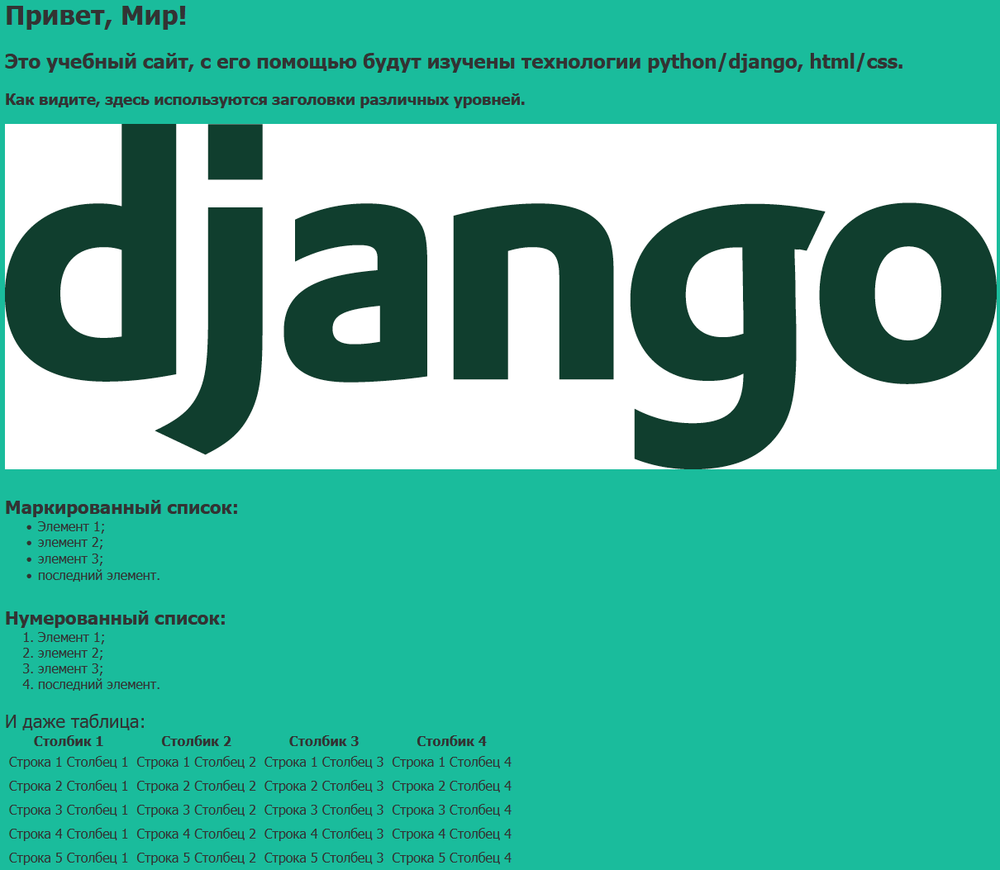 Привет, Мир!
Это учебный сайт, с его помощью будут изучены технологии python/django, html/css.
Как видите, здесь используются заголовки различных уровней.
django
Маркированный список:
• Элемент 1;
• элемент 2;
• элемент 3;
• последний элемент.
Нумерованный список:
1. Элемент 1;
2. элемент 2;
3. элемент 3;
4. последний элемент.
И даже таблица:
Столбик 1 Столбик 2 Столбик 3 Столбик 4
Строка 1 Столбец 1 Строка 1 Столбец 2 Строка 1 Столбец 3 Строка 1 Столбец 4
Строка 2 Столбец 1 Строка 2 Столбец 2 Строка 2 Столбец 3 Строка 2 Столбец 4
Строка 3 Столбец 1 Строка 3 Столбец 2 Строка 3 Столбец 3 Строка 3 Столбец 4
Строка 4 Столбец 1 Строка 4 Столбец 2 Строка 4 Столбец 3 Строка 4 Столбец 4
Строка 5 Столбец 1 Строка 5 Столбец 2 Строка 5 Столбец 3 Строка 5 Столбец 4